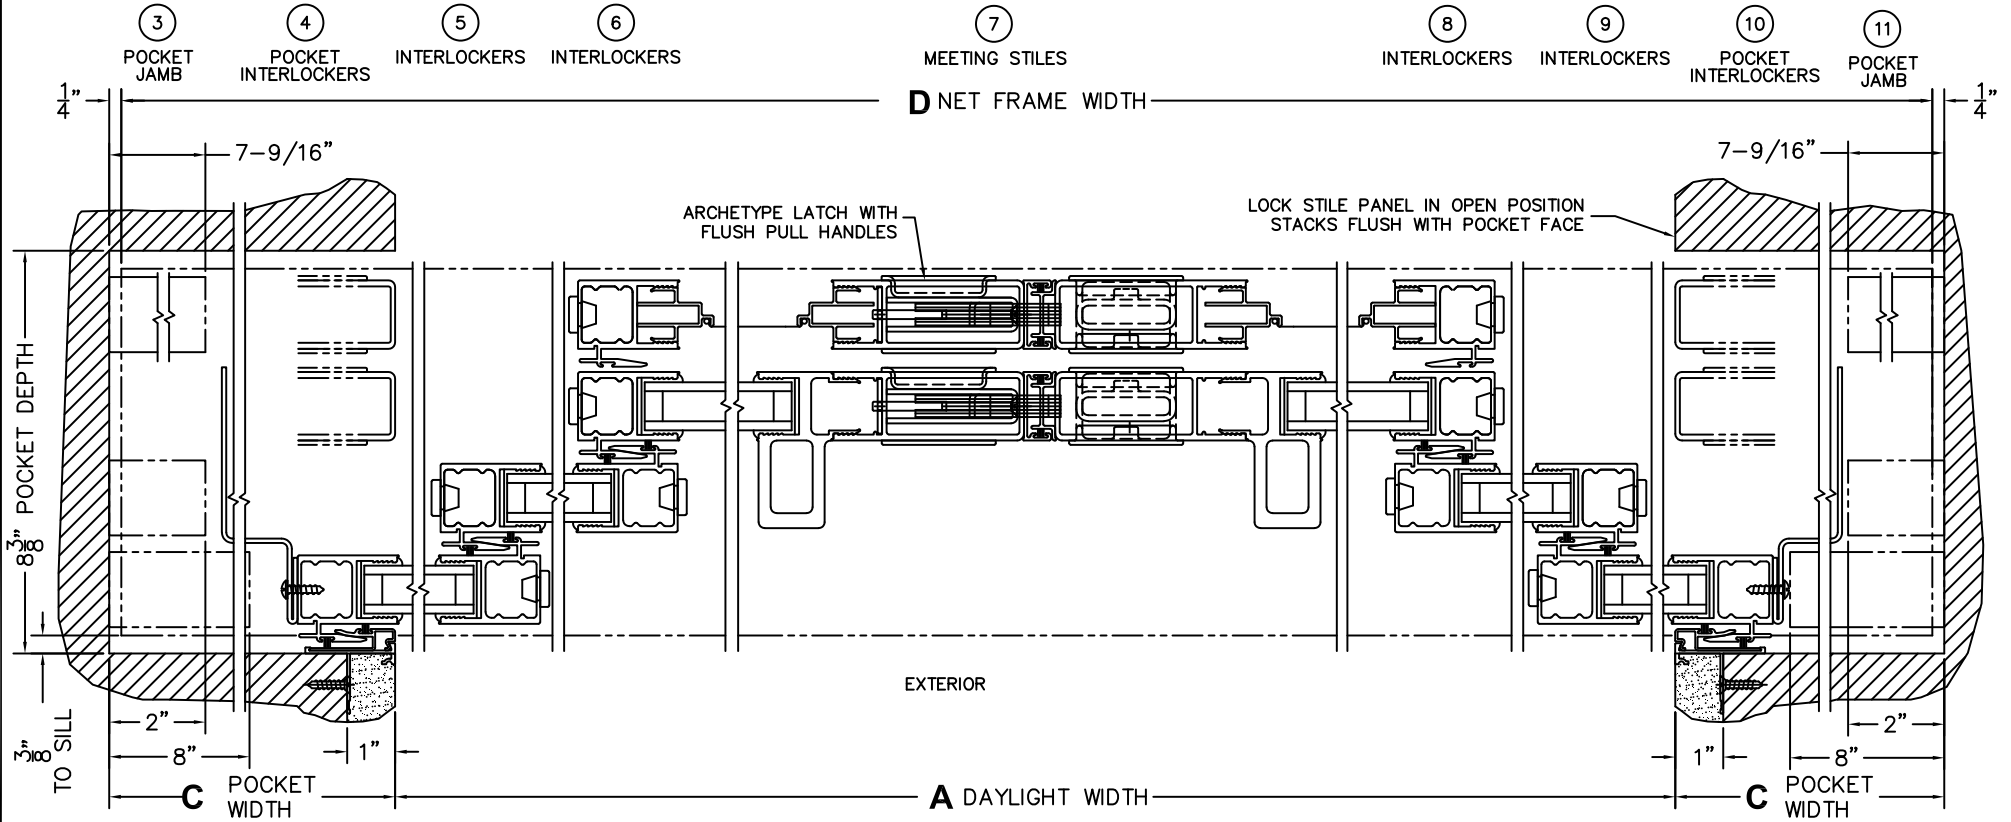 3 4 5 6 7 8 9 10 11
POCKET JAMB
POCKET INTERLOCKERS
INTERLOCKERS
INTERLOCKERS
MEETING STILES
INTERLOCKERS
INTERLOCKERS
POCKET INTERLOCKERS
POCKET JAMB
1/4"
D NET FRAME WIDTH
1/4"
7-9/16"
7-9/16"
ARCHETYPE LATCH WITH
FLUSH PULL HANDLES
LOCK STILE PANEL IN OPEN POSITION
STACKS FLUSH WITH POCKET FACE
8 3/8" POCKET DEPTH
EXTERIOR
3/8" TO SILL
2"
8"
1"
1"
2"
8"
C POCKET WIDTH
A DAYLIGHT WIDTH
C POCKET WIDTH